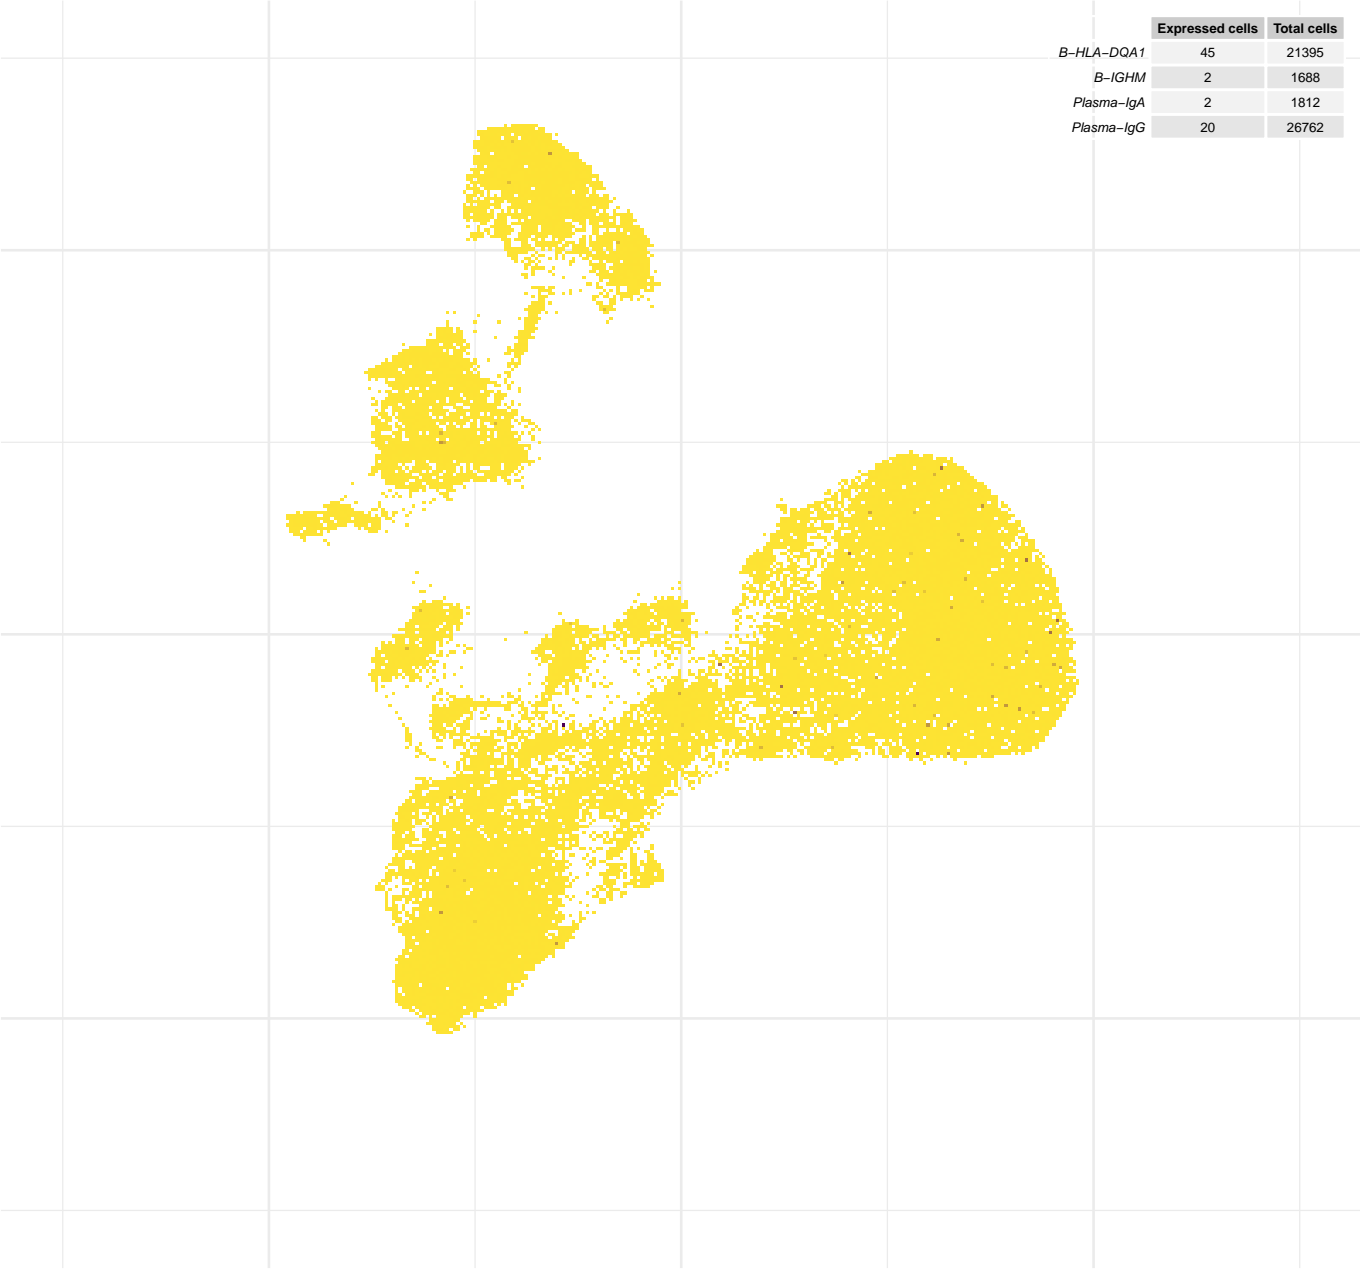 Expressed cells Total cells
B−HLA−DQA1 45 21395
B−IGHM 2 1688
Plasma−IgA 2 1812
Plasma−IgG 20 26762